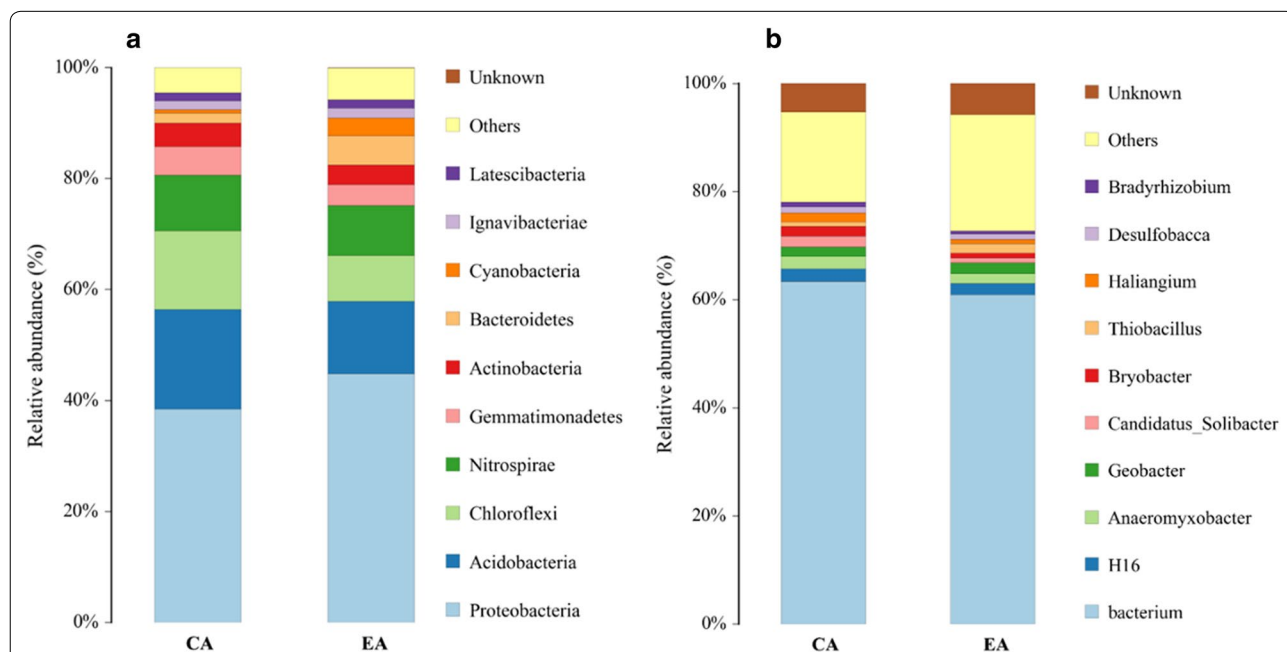 a
Relative abundance (%)
100%
80%
60%
40%
20%
0%
CA
EA
Unknown
Others
Latescibacteria
Ignavibacteriae
Cyanobacteria
Bacteroidetes
Actinobacteria
Gemmatimonadetes
Nitrospirae
Chloroflexi
Acidobacteria
Proteobacteria
b
Relative abundance (%)
100%
80%
60%
40%
20%
0%
CA
EA
Unknown
Others
Bradyrhizobium
Desulfobacca
Haliangium
Thiobacillus
Bryobacter
Candidatus_Solibacter
Geobacter
Anaeromyxobacter
H16
bacterium